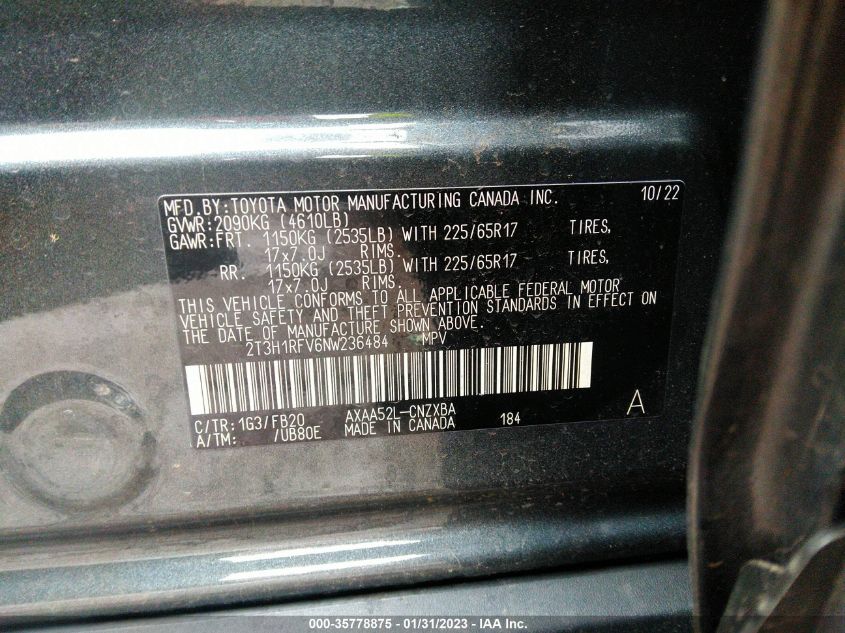 MFD.BY:TOYOTA MOTOR MANUFACTURING CANADA INC. 10/22
GVWR:2090KG (4610LB)
GAWR:FRT. 1150KG (2535LB) WITH 225/65R17 TIRES,
17x7.0J RIMS.
RR. 1150KG (2535LB) WITH 225/65R17 TIRES,
17x7.0J RIMS.
THIS VEHICLE CONFORMS TO ALL APPLICABLE FEDERAL MOTOR
VEHICLE SAFETY AND THEFT PREVENTION STANDARDS IN EFFECT ON
THE DATE OF MANUFACTURE SHOWN ABOVE.
2T3H1RFV6NW236484 MPV
C/TR:1G3/FB20 AXAA52L-CNZXBA
A/TM: /UB80E MADE IN CANADA 184 A
000-35778875 - 01/31/2023 - IAA Inc.